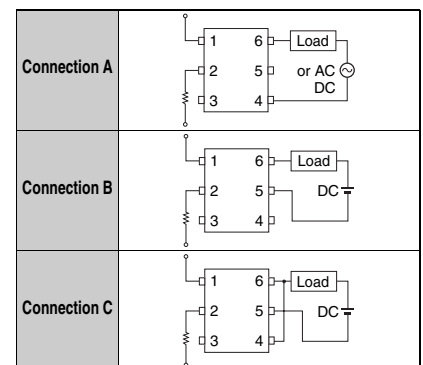 Connection A
1 6 Load
2 5 or AC
DC
3 4
Connection B
1 6 Load
2 5 DC
3 4
Connection C
1 6 Load
2 5 DC
3 4